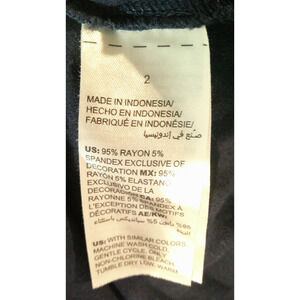 2
MADE IN INDONESIA/
HECHO EN INDONESIA/
FABRIQUÉ EN INDONÉSIE/
صنع في إندونيسيا
US: 95% RAYON 5%
SPANDEX EXCLUSIVE OF
DECORATION MX: 95%
RAYON 5% ELASTANO
EXCLUSIVO DE LA
DECORACIÓN CA: 95%
RAYONNE 5% SPANDEX À
L'EXCEPTION DES MOTIFS
DÉCORATIFS AE/KW:
US: WITH SIMILAR COLORS.
MACHINE WASH COLD,
GENTLE CYCLE. ONLY
NON-CHLORINE BLEACH.
TUMBLE DRY LOW. WARM